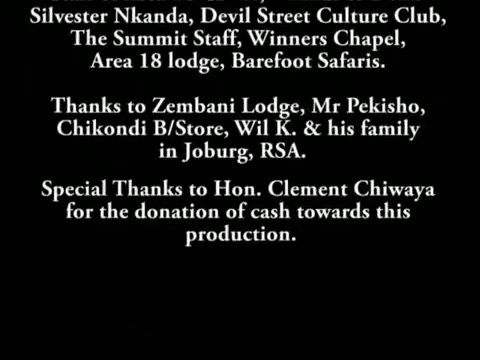 Silvester Nkanda, Devil Street Culture Club,
The Summit Staff, Winners Chapel,
Area 18 lodge, Barefoot Safaris.
Thanks to Zembani Lodge, Mr Pekisho,
Chikondi B/Store, Wil K. & his family
in Joburg, RSA.
Special Thanks to Hon. Clement Chiwaya
for the donation of cash towards this
production.